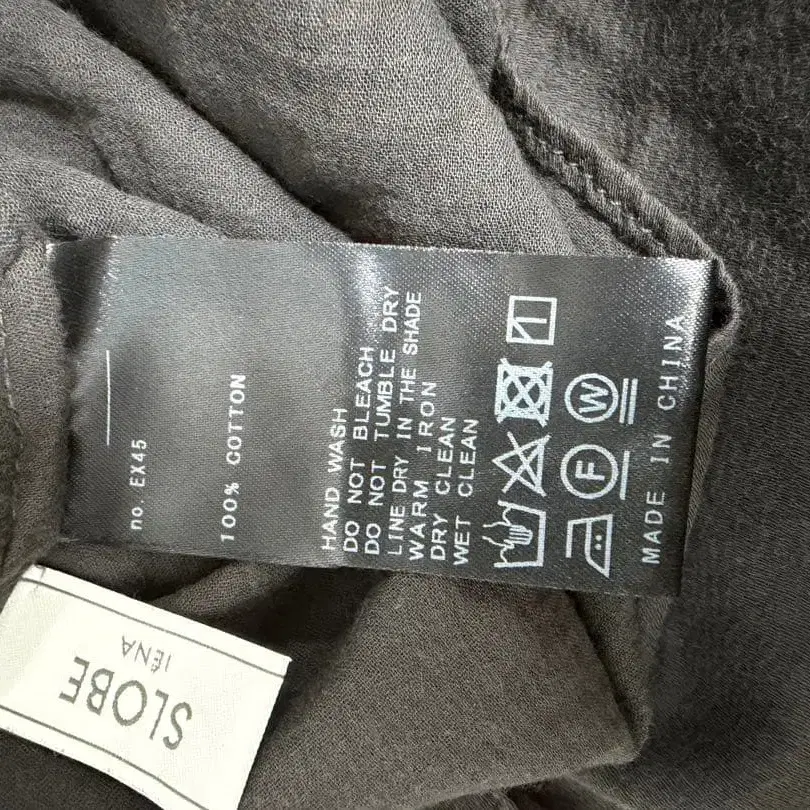 no. EX45
100% COTTON
HAND WASH
DO NOT BLEACH
DO NOT TUMBLE DRY
LINE DRY IN THE SHADE
WARM IRON
DRY CLEAN
WET CLEAN
F W
MADE IN CHINA
SLOBE
IÉNA